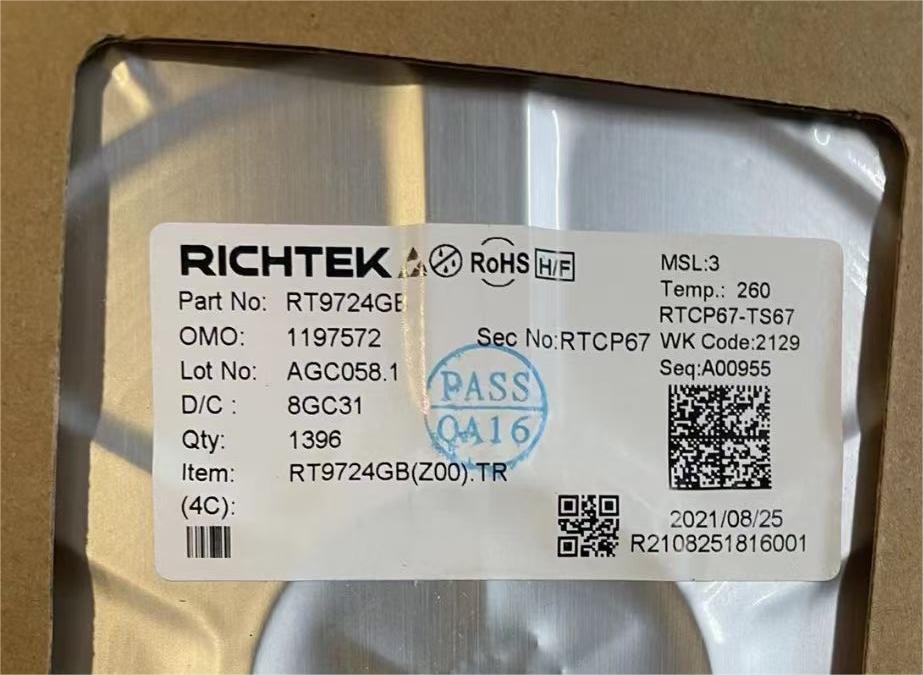 RICHTEK RoHS H/F
Part No: RT9724GB
OMO: 1197572
Sec No:RTCP67
Lot No: AGC058.1
D/C : 8GC31
Qty: 1396
Item: RT9724GB(Z00).TR
(4C):
PASS
QA16
MSL:3
Temp.: 260
RTCP67-TS67
WK Code:2129
Seq:A00955
2021/08/25
R2108251816001